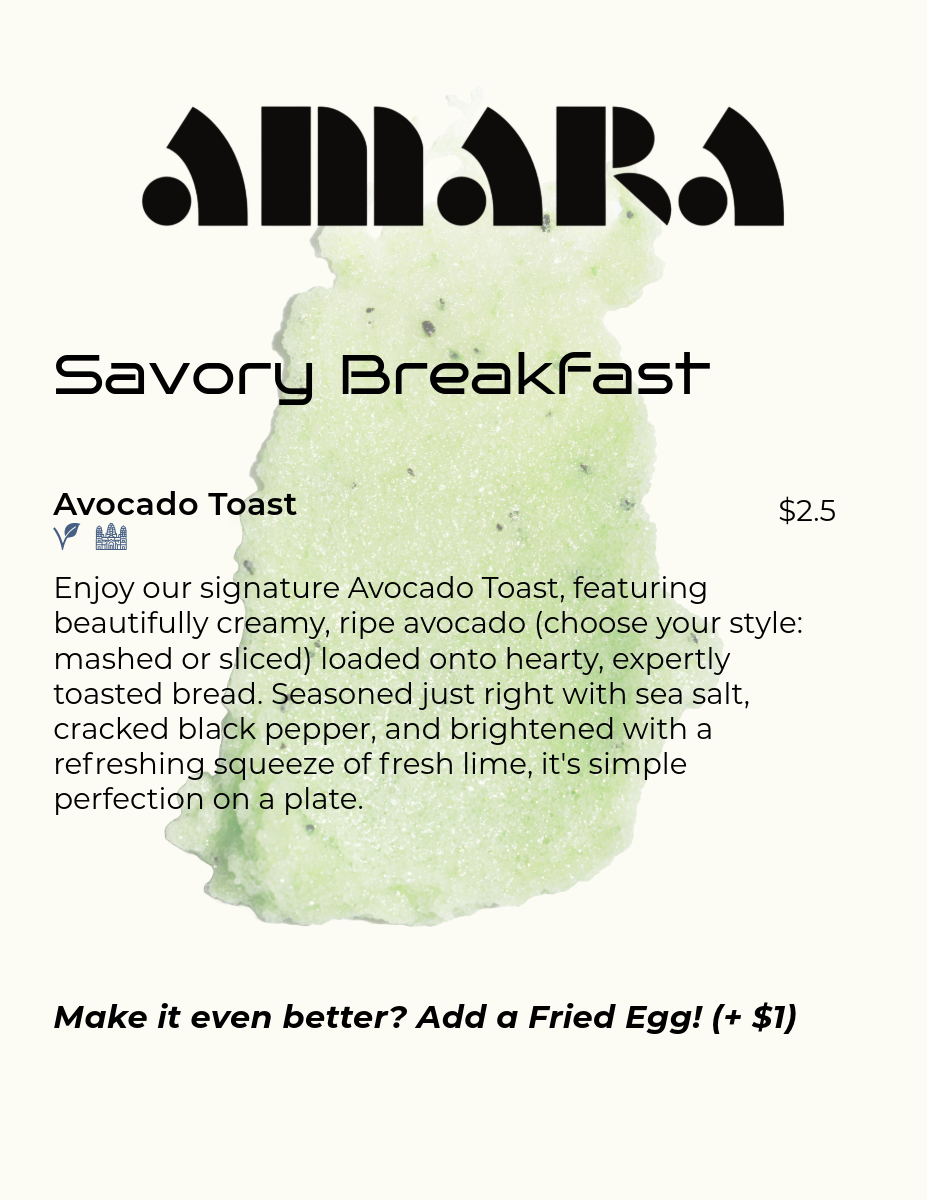 AMARA
Savory Breakfast
Avocado Toast
$2.5
Enjoy our signature Avocado Toast, featuring
beautifully creamy, ripe avocado (choose your style:
mashed or sliced) loaded onto hearty, expertly
toasted bread. Seasoned just right with sea salt,
cracked black pepper, and brightened with a
refreshing squeeze of fresh lime, it's simple
perfection on a plate.
Make it even better? Add a Fried Egg! (+ $1)